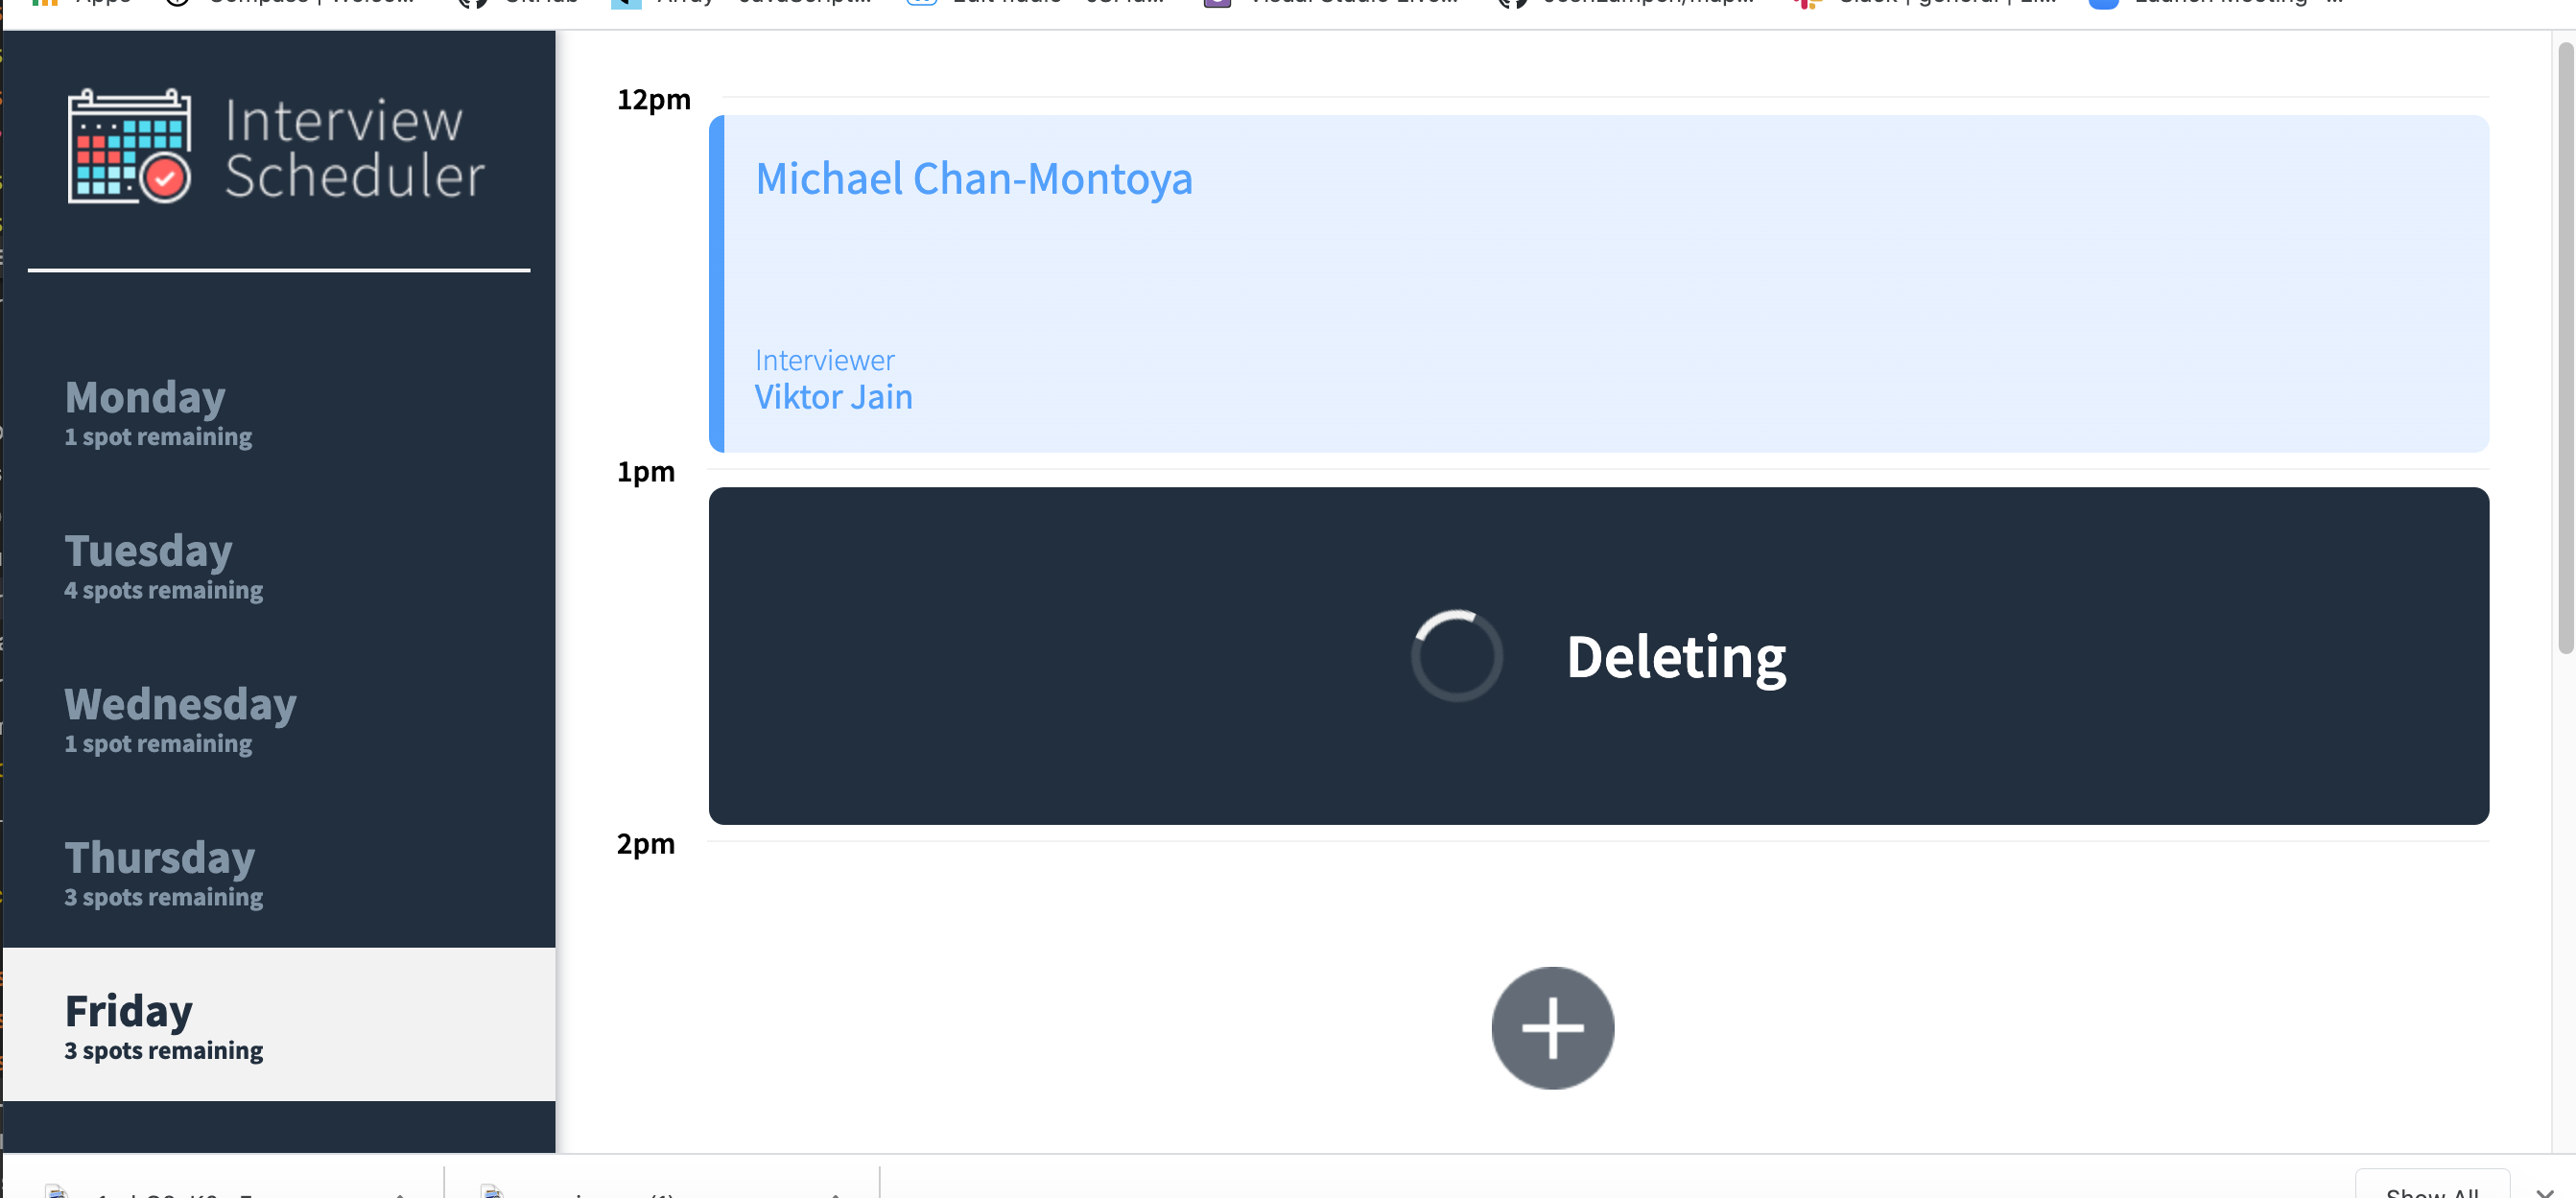 Interview
Scheduler
Monday
1 spot remaining
Tuesday
4 spots remaining
Wednesday
1 spot remaining
Thursday
3 spots remaining
Friday
3 spots remaining
12pm
Michael Chan-Montoya
Interviewer
Viktor Jain
1pm
Deleting
2pm
Show All